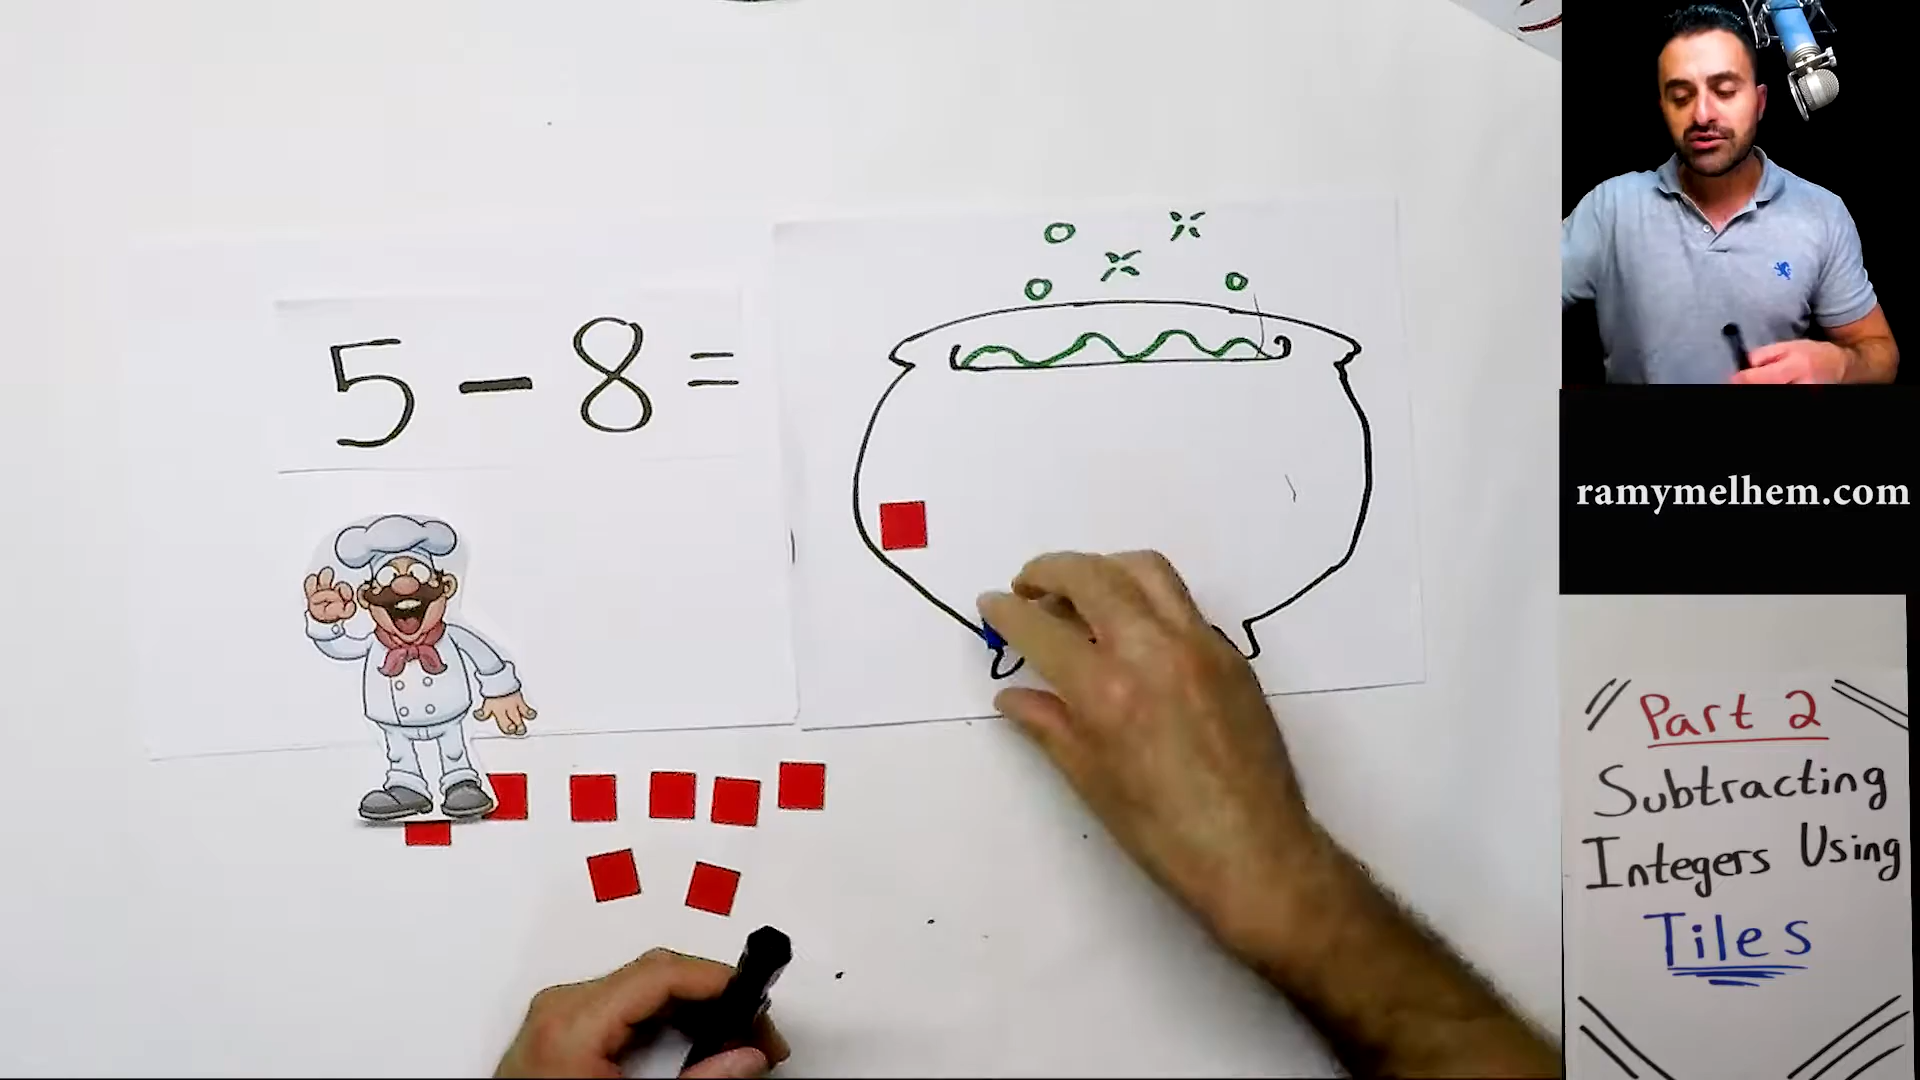 5 - 8 =
ramymelhem.com
Part 2
Subtracting
Integers Using
Tiles